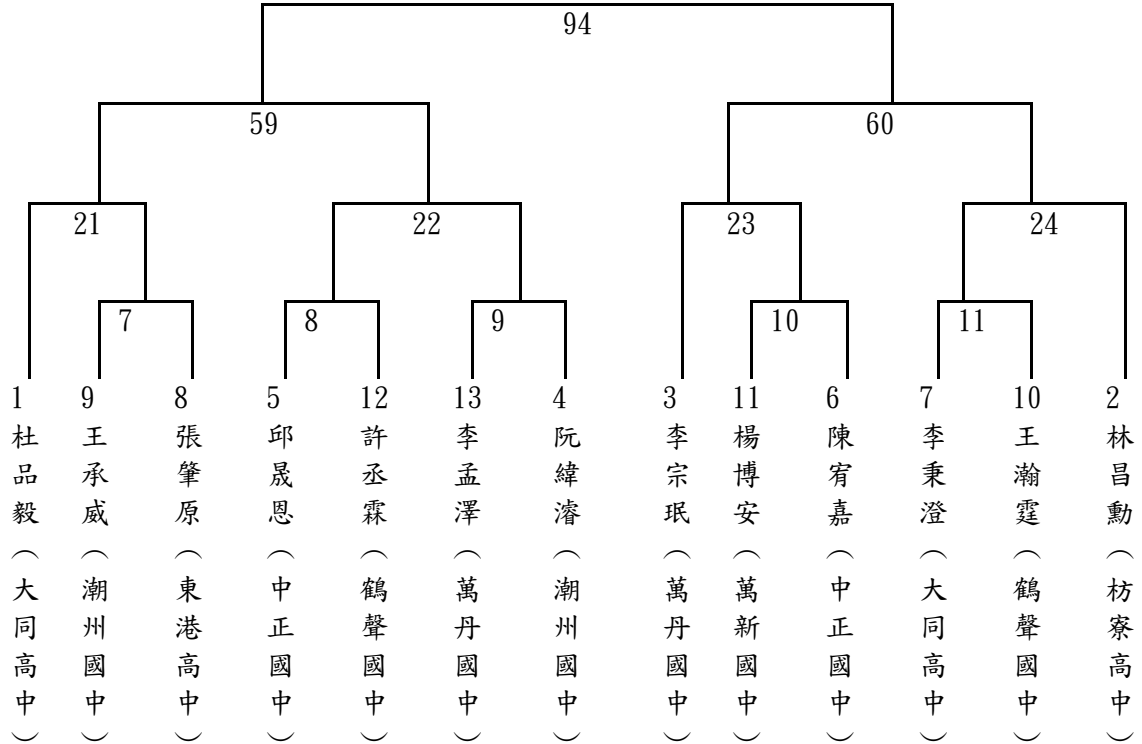 94
59 60
21 22 23 24
7 8 9 10 11
1 9 8 5 12 13 4 3 11 6 7 10 2
杜品毅（大同高中）
王承威（潮州國中）
張肇原（東港高中）
邱晟恩（中正國中）
許丞霖（鶴聲國中）
李孟澤（萬丹國中）
阮緯濬（潮州國中）
李宗珉（萬丹國中）
楊博安（萬新國中）
陳宥嘉（中正國中）
李秉澄（大同高中）
王瀚霆（鶴聲國中）
林昌勳（枋寮高中）